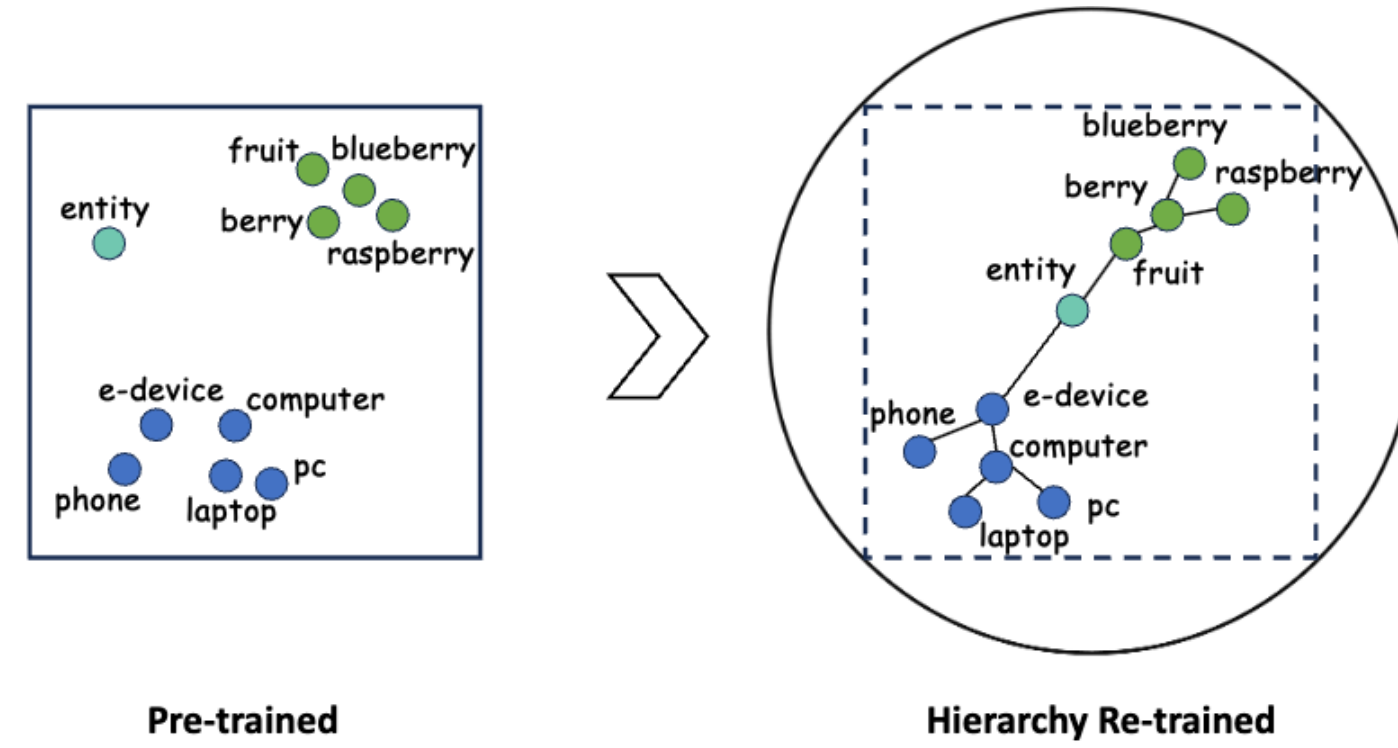 fruit
blueberry
entity
berry
raspberry
e-device
computer
phone
laptop
pc
Pre-trained
blueberry
raspberry
berry
entity
fruit
phone
e-device
computer
pc
laptop
Hierarchy Re-trained